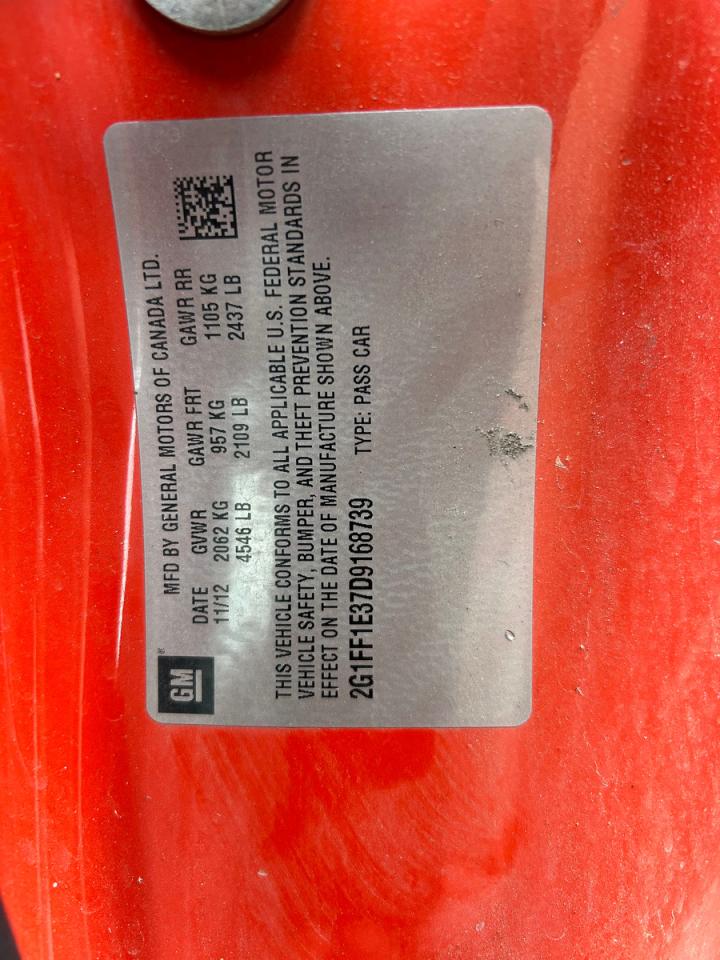 GM
MFD BY GENERAL MOTORS OF CANADA LTD.
DATE GVWR GAWR FRT GAWR RR
11/12 2062 KG 957 KG 1105 KG
4546 LB 2109 LB 2437 LB
THIS VEHICLE CONFORMS TO ALL APPLICABLE U.S. FEDERAL MOTOR
VEHICLE SAFETY, BUMPER, AND THEFT PREVENTION STANDARDS IN
EFFECT ON THE DATE OF MANUFACTURE SHOWN ABOVE.
2G1FF1E37D9168739 TYPE: PASS CAR